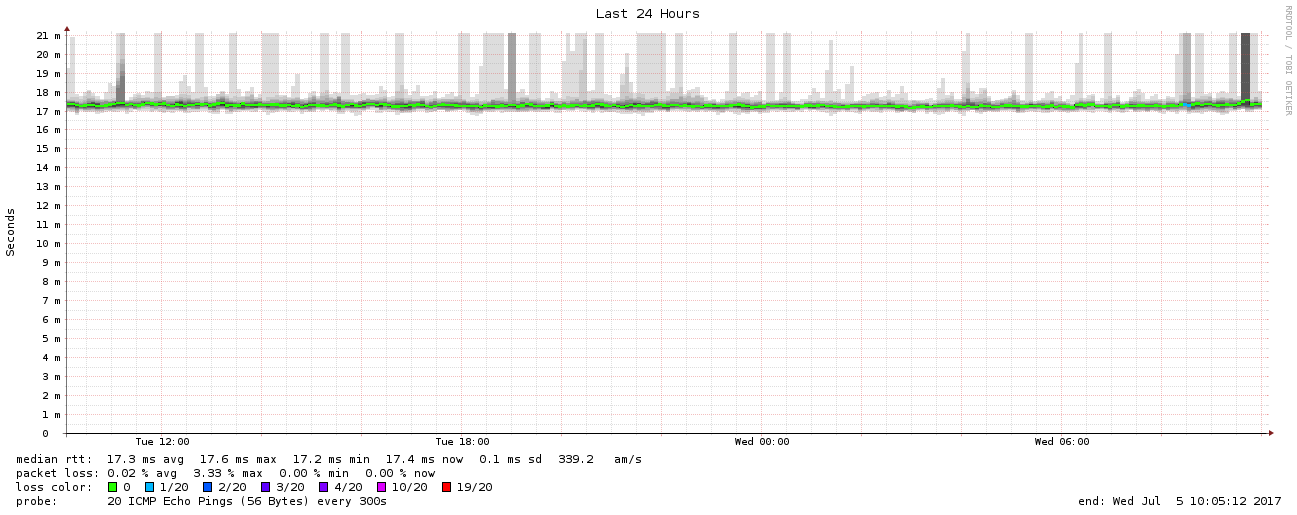 Last 24 Hours
RRDTOOL / TOBI OETIKER
Seconds
21 m
20 m
19 m
18 m
17 m
16 m
15 m
14 m
13 m
12 m
11 m
10 m
9 m
8 m
7 m
6 m
5 m
4 m
3 m
2 m
1 m
0
Tue 12:00 Tue 18:00 Wed 00:00 Wed 06:00
median rtt: 17.3 ms avg 17.6 ms max 17.2 ms min 17.4 ms now 0.1 ms sd 339.2 am/s
packet loss: 0.02 % avg 3.33 % max 0.00 % min 0.00 % now
loss color: 0 1/20 2/20 3/20 4/20 10/20 19/20
probe: 20 ICMP Echo Pings (56 Bytes) every 300s end: Wed Jul 5 10:05:12 2017